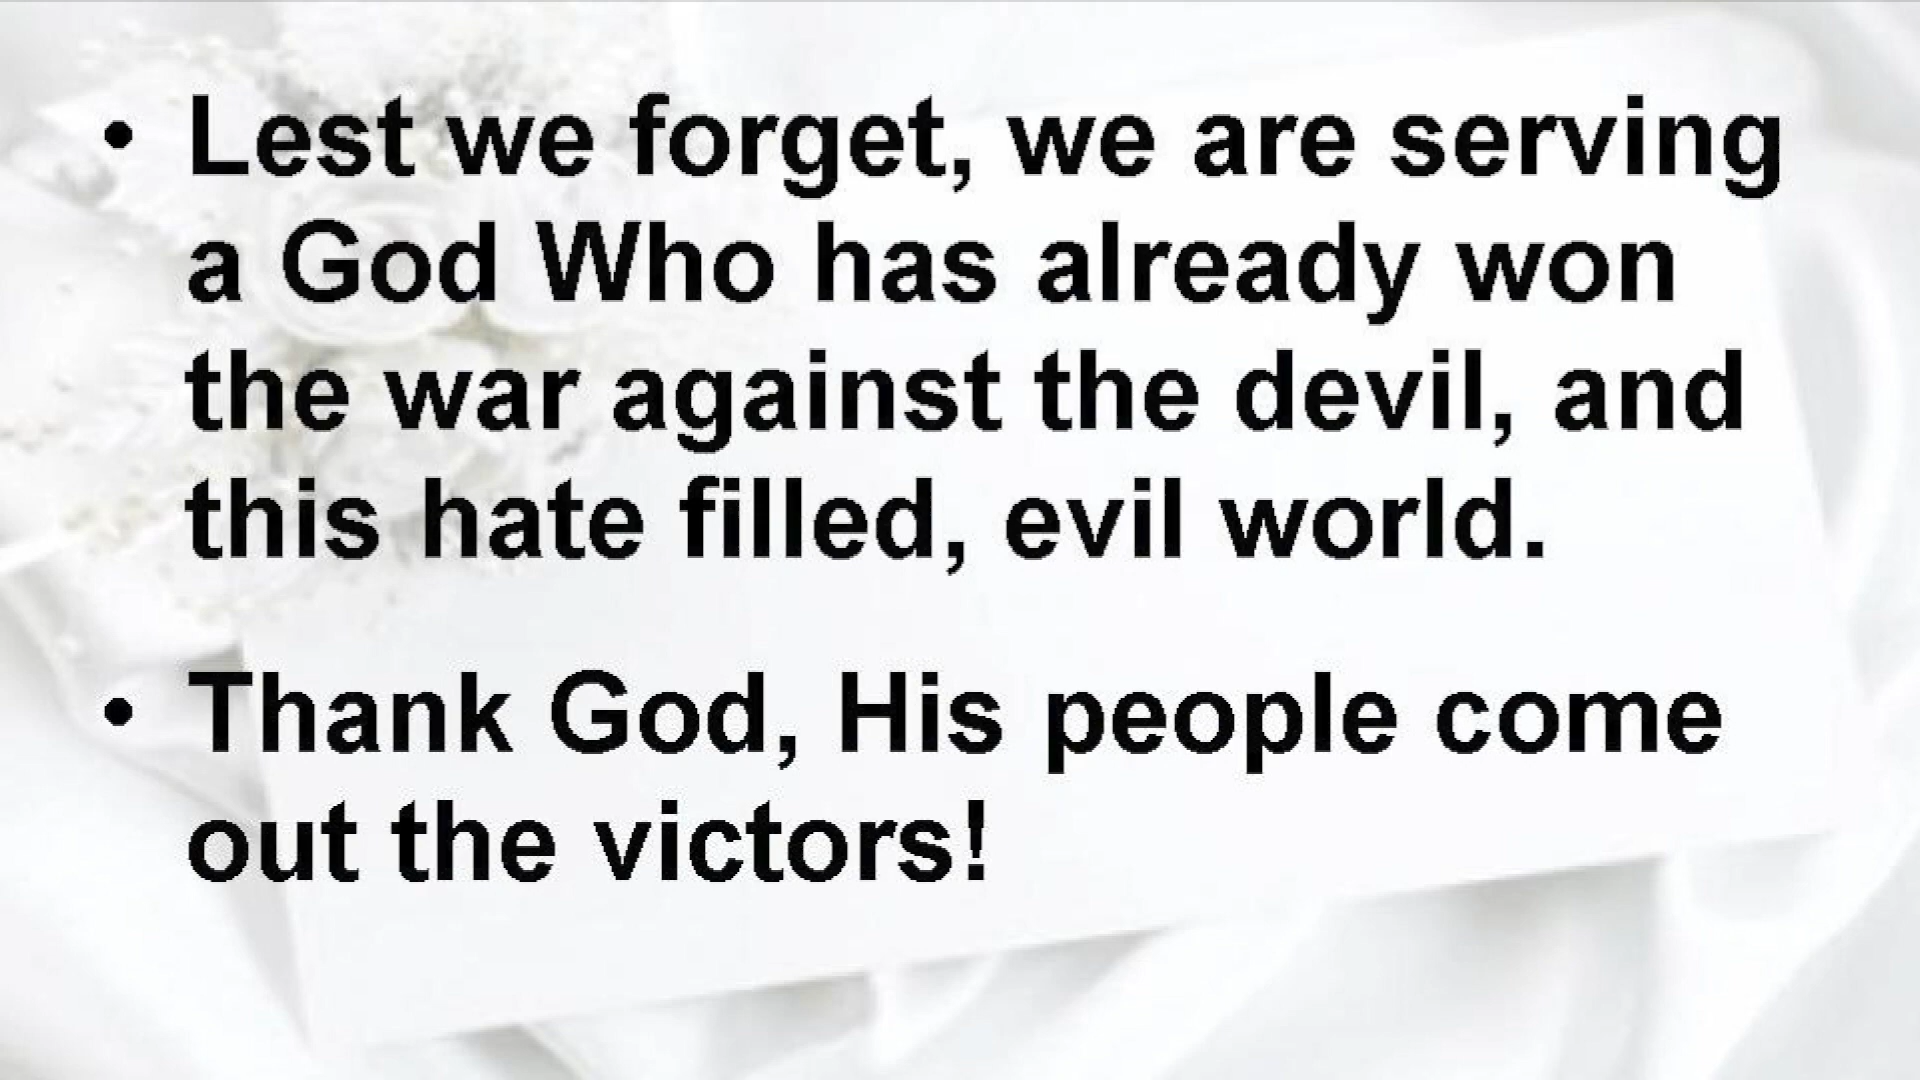 • Lest we forget, we are serving
a God Who has already won
the war against the devil, and
this hate filled, evil world.
• Thank God, His people come
out the victors!